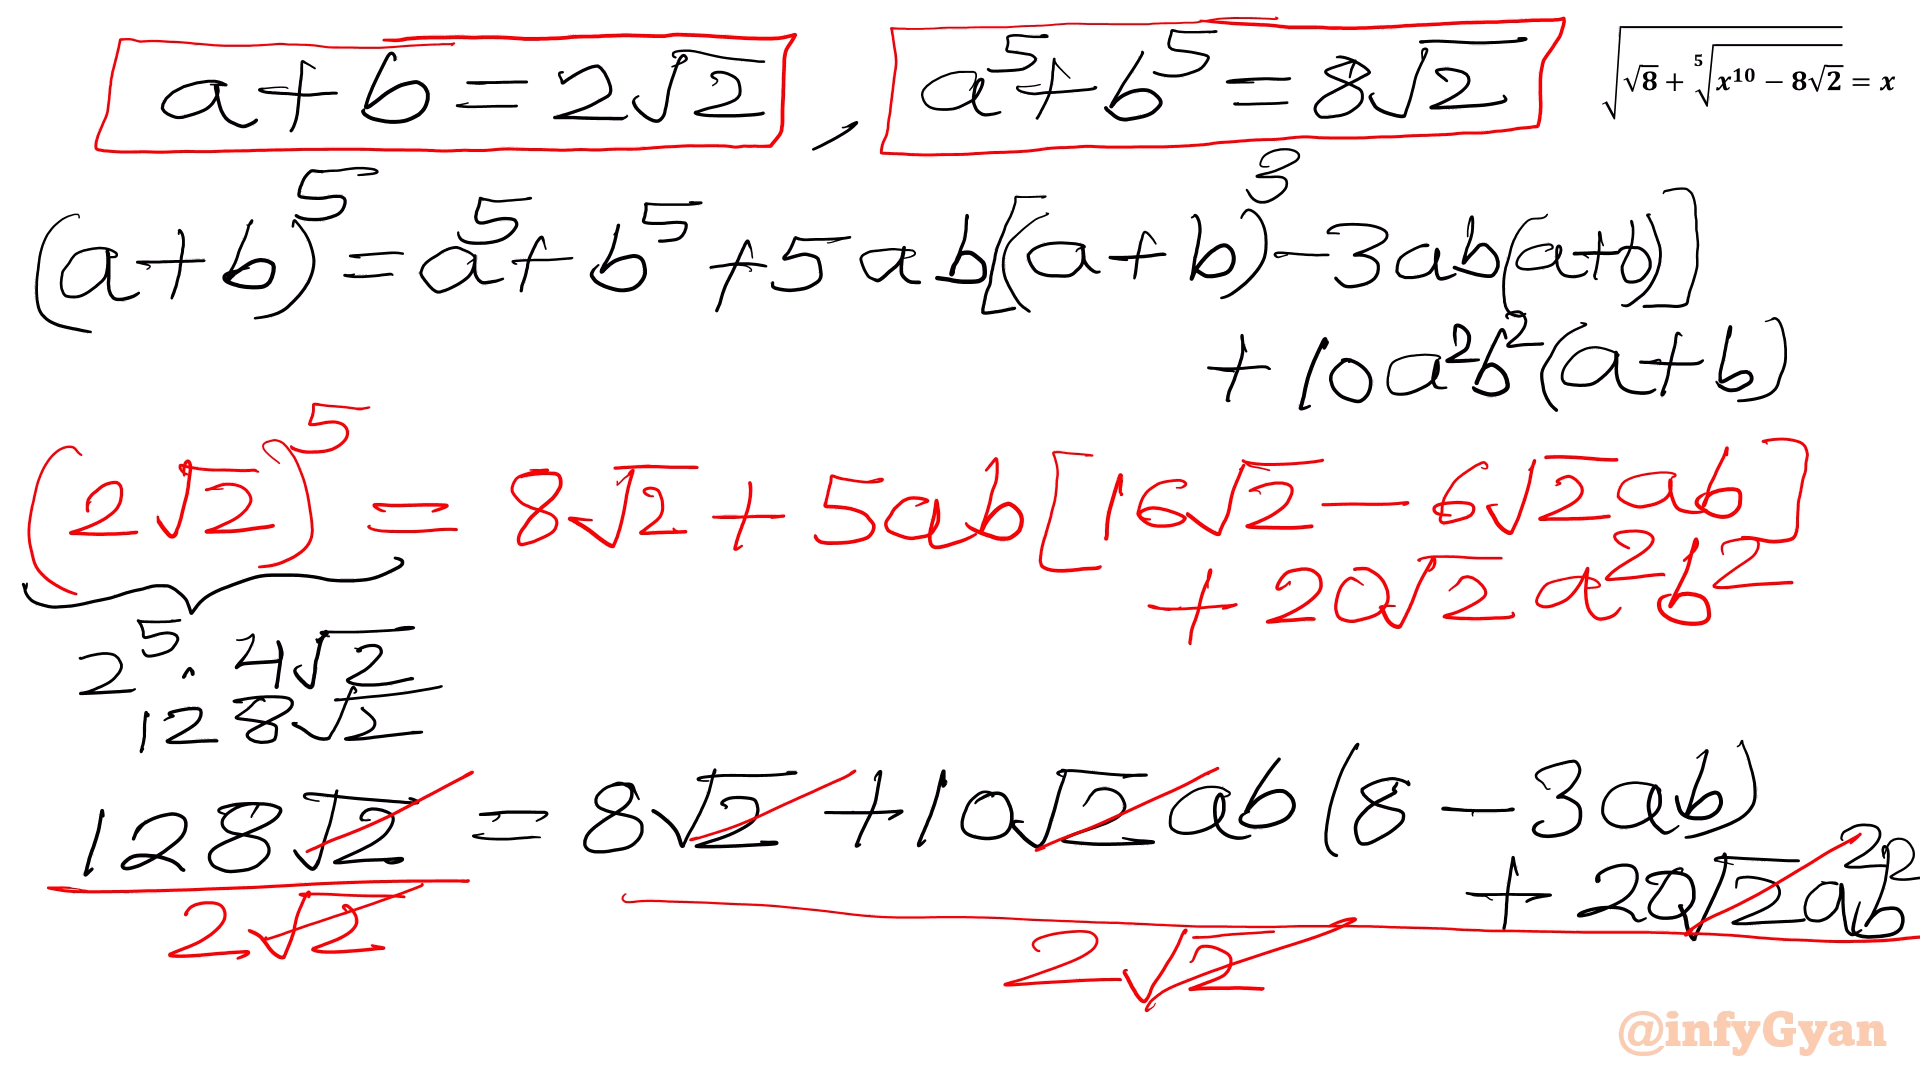 a + b = 2√2 , a⁵ + b⁵ = 8√2
√(√8 + ⁵√(x¹⁰ − 8√2)) = x
(a + b)⁵ = a⁵ + b⁵ + 5ab[(a + b)³ − 3ab(a + b)]
+ 10a²b²(a + b)
(2√2)⁵ = 8√2 + 5ab[16√2 − 6√2ab]
+ 20√2 a²b²
2⁵ · 4√2
128√2
128√2 = 8√2 + 10√2ab(8 − 3ab)
+ 20√2a²b²
2√2 2√2
@infyGyan